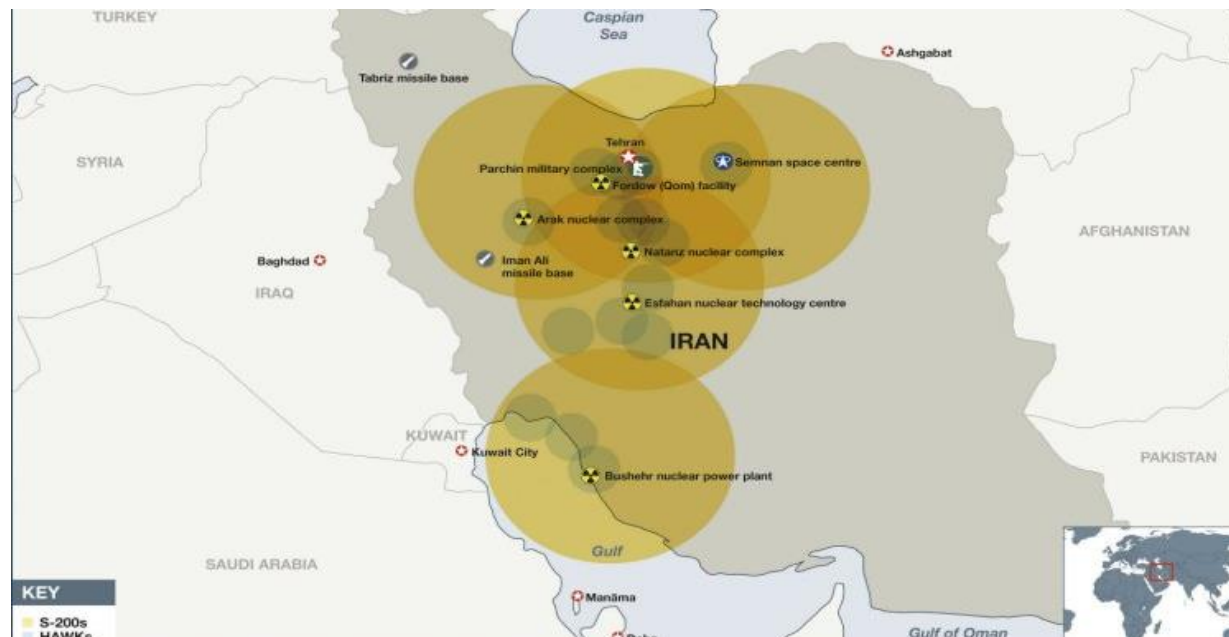 TURKEY
Caspian
Sea
Ashgabat
Tabriz missile base
SYRIA
Tehran
Parchin military complex
Semnan space centre
Fordow (Qom) facility
Arak nuclear complex
AFGHANISTAN
Baghdad
Iman Ali
missile base
Natanz nuclear complex
IRAQ
Esfahan nuclear technology centre
IRAN
KUWAIT
Kuwait City
PAKISTAN
Bushehr nuclear power plant
Gulf
SAUDI ARABIA
KEY
Manāma
S-200s
HAWKs
Gulf of Oman